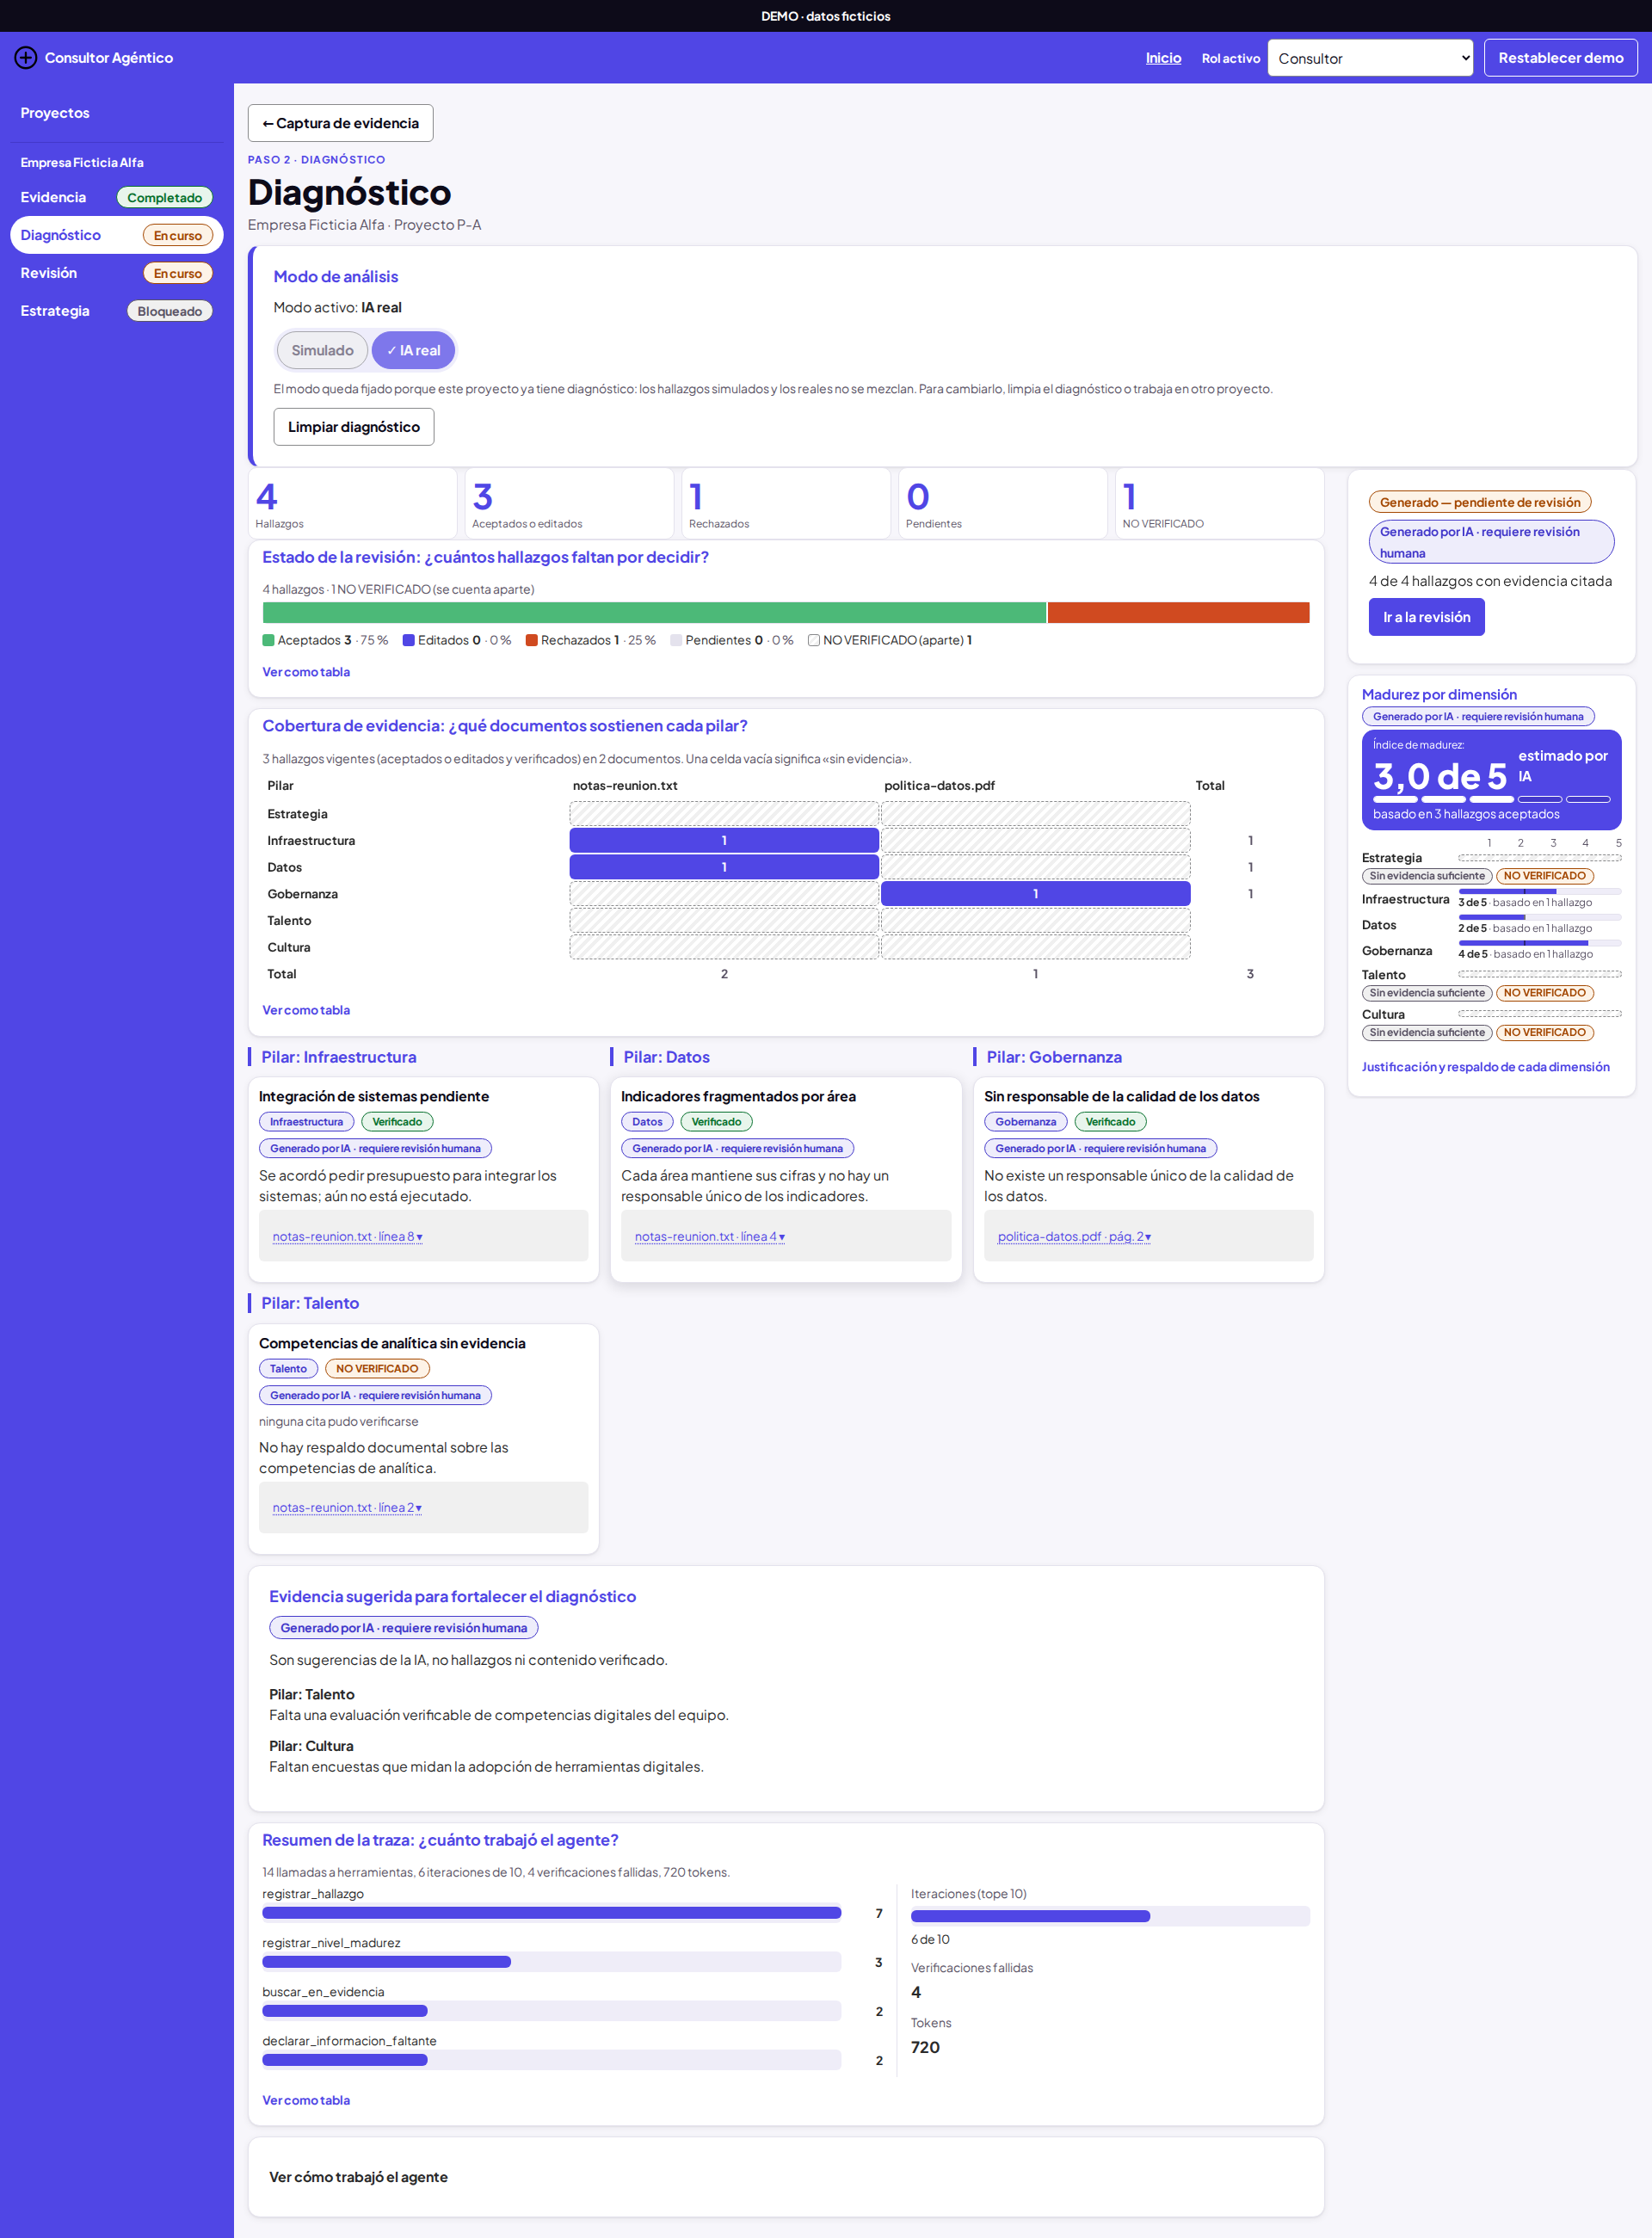 DEMO · datos ficticios
Consultor Agéntico
Inicio
Rol activo
Consultor
Restablecer demo
Proyectos
Empresa Ficticia Alfa
Evidencia
Completado
Diagnóstico
En curso
Revisión
En curso
Estrategia
Bloqueado
← Captura de evidencia
PASO 2 · DIAGNÓSTICO
Diagnóstico
Empresa Ficticia Alfa · Proyecto P-A
Modo de análisis
Modo activo: IA real
Simulado
✓ IA real
El modo queda fijado porque este proyecto ya tiene diagnóstico: los hallazgos simulados y los reales no se mezclan. Para cambiarlo, limpia el diagnóstico o trabaja en otro proyecto.
Limpiar diagnóstico
4
Hallazgos
3
Aceptados o editados
1
Rechazados
0
Pendientes
1
NO VERIFICADO
Estado de la revisión: ¿cuántos hallazgos faltan por decidir?
4 hallazgos · 1 NO VERIFICADO (se cuenta aparte)
Aceptados 3 · 75 %
Editados 0 · 0 %
Rechazados 1 · 25 %
Pendientes 0 · 0 %
NO VERIFICADO (aparte) 1
Ver como tabla
Cobertura de evidencia: ¿qué documentos sostienen cada pilar?
3 hallazgos vigentes (aceptados o editados y verificados) en 2 documentos. Una celda vacía significa «sin evidencia».
Pilar notas-reunion.txt politica-datos.pdf Total
Estrategia
Infraestructura 1 1
Datos 1 1
Gobernanza 1 1
Talento
Cultura
Total 2 1 3
Ver como tabla
Pilar: Infraestructura
Integración de sistemas pendiente
Infraestructura
Verificado
Generado por IA · requiere revisión humana
Se acordó pedir presupuesto para integrar los
sistemas; aún no está ejecutado.
notas-reunion.txt · línea 8 ▾
Pilar: Datos
Indicadores fragmentados por área
Datos
Verificado
Generado por IA · requiere revisión humana
Cada área mantiene sus cifras y no hay un
responsable único de los indicadores.
notas-reunion.txt · línea 4 ▾
Pilar: Gobernanza
Sin responsable de la calidad de los datos
Gobernanza
Verificado
Generado por IA · requiere revisión humana
No existe un responsable único de la calidad de
los datos.
politica-datos.pdf · pág. 2 ▾
Pilar: Talento
Competencias de analítica sin evidencia
Talento
NO VERIFICADO
Generado por IA · requiere revisión humana
ninguna cita pudo verificarse
No hay respaldo documental sobre las
competencias de analítica.
notas-reunion.txt · línea 2 ▾
Evidencia sugerida para fortalecer el diagnóstico
Generado por IA · requiere revisión humana
Son sugerencias de la IA, no hallazgos ni contenido verificado.
Pilar: Talento
Falta una evaluación verificable de competencias digitales del equipo.
Pilar: Cultura
Faltan encuestas que midan la adopción de herramientas digitales.
Resumen de la traza: ¿cuánto trabajó el agente?
14 llamadas a herramientas, 6 iteraciones de 10, 4 verificaciones fallidas, 720 tokens.
registrar_hallazgo
7
registrar_nivel_madurez
3
buscar_en_evidencia
2
declarar_informacion_faltante
2
Iteraciones (tope 10)
6 de 10
Verificaciones fallidas
4
Tokens
720
Ver como tabla
Ver cómo trabajó el agente
Generado — pendiente de revisión
Generado por IA · requiere revisión
humana
4 de 4 hallazgos con evidencia citada
Ir a la revisión
Madurez por dimensión
Generado por IA · requiere revisión humana
Índice de madurez:
3,0 de 5
estimado por
IA
basado en 3 hallazgos aceptados
1 2 3 4 5
Estrategia
Sin evidencia suficiente
NO VERIFICADO
Infraestructura
3 de 5 · basado en 1 hallazgo
Datos
2 de 5 · basado en 1 hallazgo
Gobernanza
4 de 5 · basado en 1 hallazgo
Talento
Sin evidencia suficiente
NO VERIFICADO
Cultura
Sin evidencia suficiente
NO VERIFICADO
Justificación y respaldo de cada dimensión